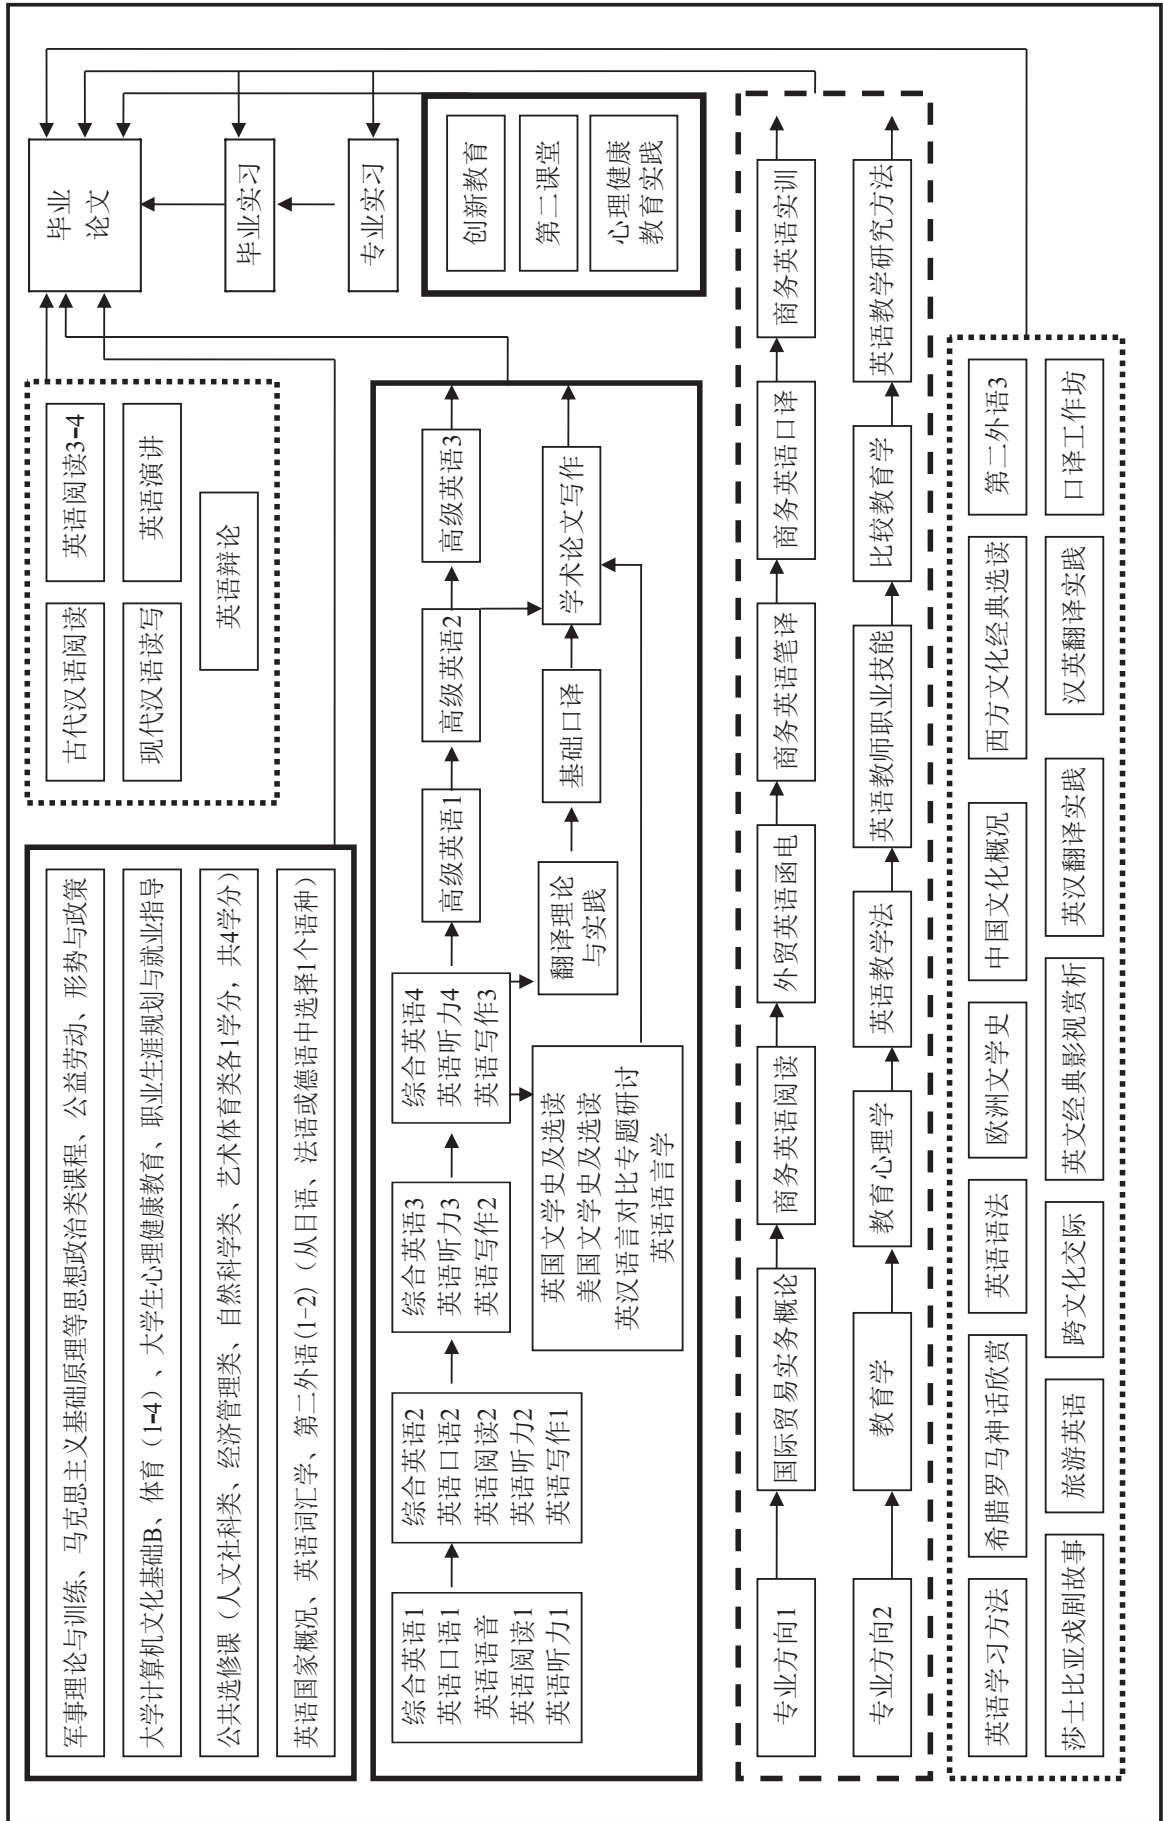 军事理论与训练、马克思主义基础原理等思想政治类课程、公益劳动、形势与政策
大学计算机文化基础B、体育（1-4）、大学生心理健康教育、职业生涯规划与就业指导
公共选修课（人文社科类、经济管理类、自然科学类、艺术体育类各1学分，共4学分）
英语国家概况、英语词汇学、第二外语(1-2)（从日语、法语或德语中选择1个语种）
古代汉语阅读
英语阅读3-4
现代汉语读写
英语演讲
英语辩论
毕业
论文
毕业实习
专业实习
综合英语1
英语口语1
英语语音
英语阅读1
英语听力1
综合英语2
英语口语2
英语阅读2
英语听力2
英语写作1
综合英语3
英语听力3
英语写作2
综合英语4
英语听力4
英语写作3
高级英语1
高级英语2
高级英语3
英国文学史及选读
美国文学史及选读
英汉语言对比专题研讨
英语语言学
翻译理论
与实践
基础口译
学术论文写作
创新教育
第二课堂
心理健康
教育实践
专业方向1
国际贸易实务概论
商务英语阅读
外贸英语函电
商务英语笔译
商务英语口译
商务英语实训
专业方向2
教育学
教育心理学
英语教学法
英语教师职业技能
比较教育学
英语教学研究方法
英语学习方法
希腊罗马神话欣赏
英语语法
欧洲文学史
中国文化概况
西方文化经典选读
第二外语3
莎士比亚戏剧故事
旅游英语
跨文化交际
英文经典影视赏析
英汉翻译实践
汉英翻译实践
口译工作坊